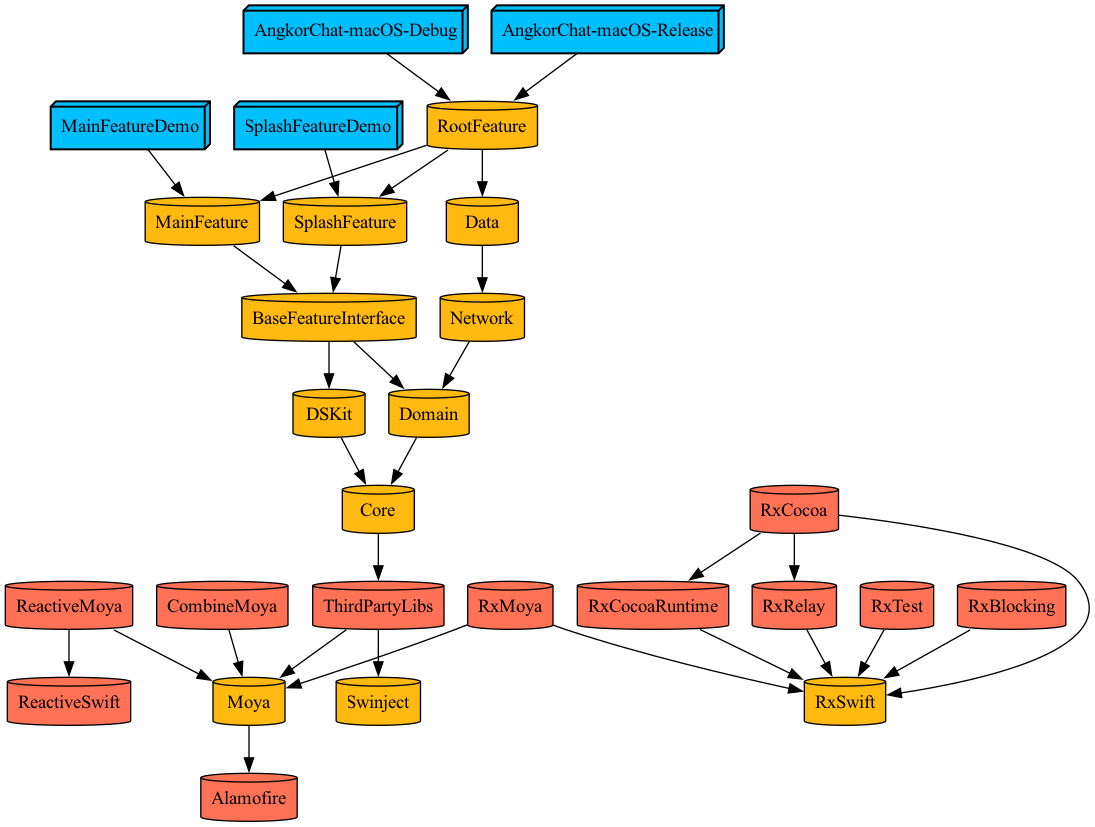 AngkorChat-macOS-Debug
AngkorChat-macOS-Release
MainFeatureDemo
SplashFeatureDemo
RootFeature
MainFeature
SplashFeature
Data
BaseFeatureInterface
Network
DSKit
Domain
Core
RxCocoa
ReactiveMoya
CombineMoya
ThirdPartyLibs
RxMoya
RxCocoaRuntime
RxRelay
RxTest
RxBlocking
ReactiveSwift
Moya
Swinject
RxSwift
Alamofire